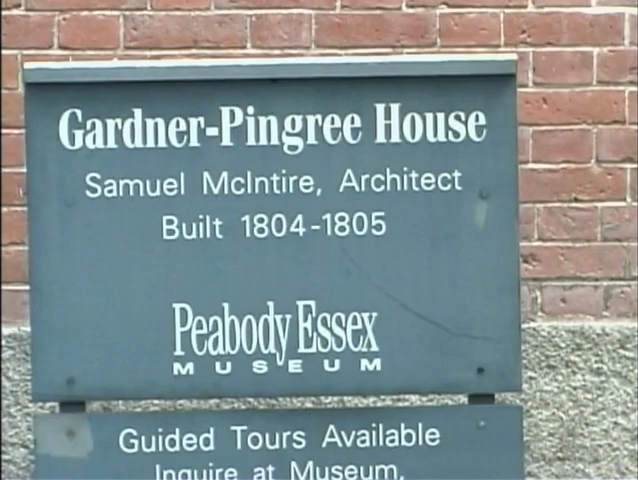 Gardner-Pingree House
Samuel McIntire, Architect
Built 1804-1805
Peabody Essex
MUSEUM
Guided Tours Available
Inquire at Museum,